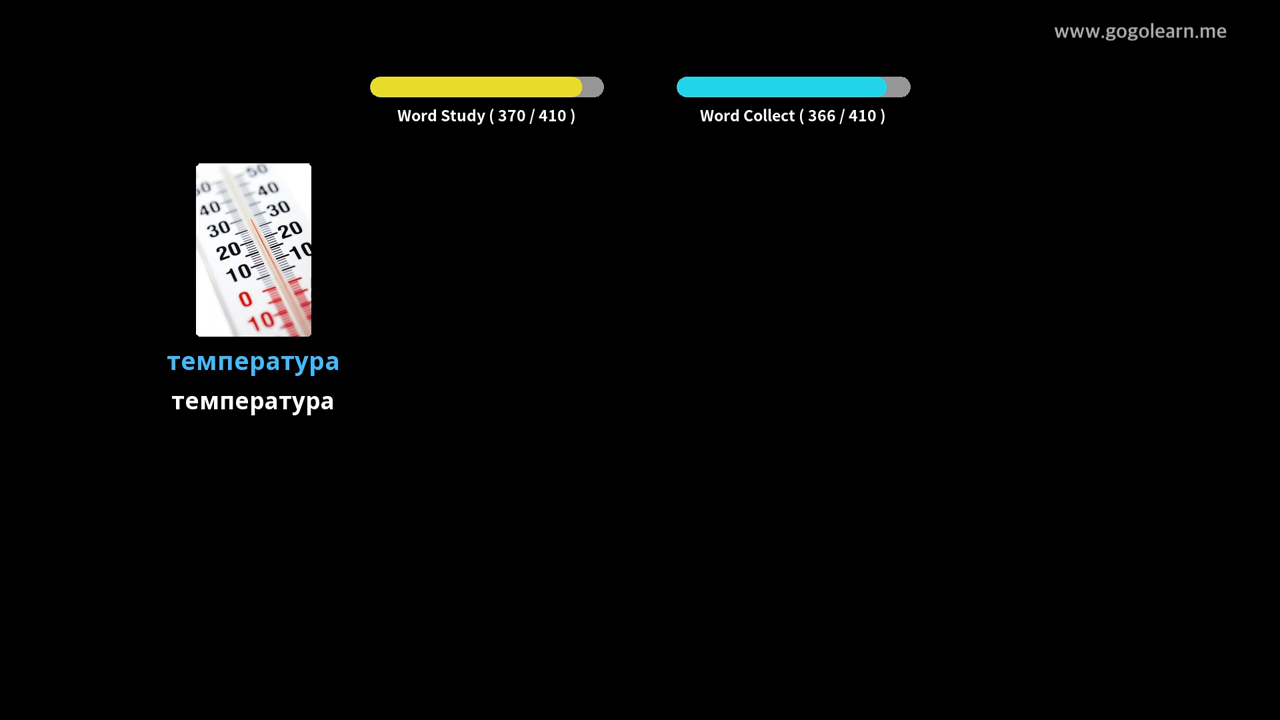 www.gogolearn.me
Word Study ( 370 / 410 )
Word Collect ( 366 / 410 )
50
40 40
30 30
20 20
10 10
0
10
температура
температура